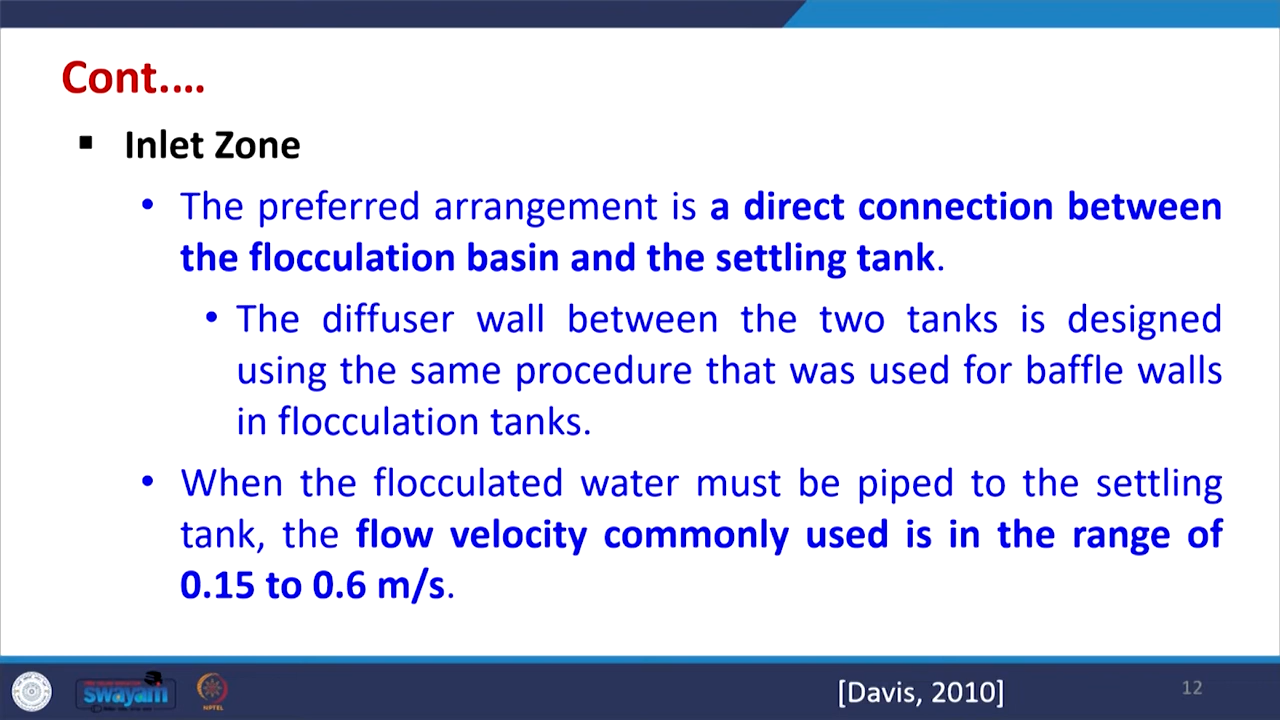 Cont....
▪ Inlet Zone
• The preferred arrangement is a direct connection between
the flocculation basin and the settling tank.
• The diffuser wall between the two tanks is designed
using the same procedure that was used for baffle walls
in flocculation tanks.
• When the flocculated water must be piped to the settling
tank, the flow velocity commonly used is in the range of
0.15 to 0.6 m/s.
swayam
NPTEL
[Davis, 2010]
12